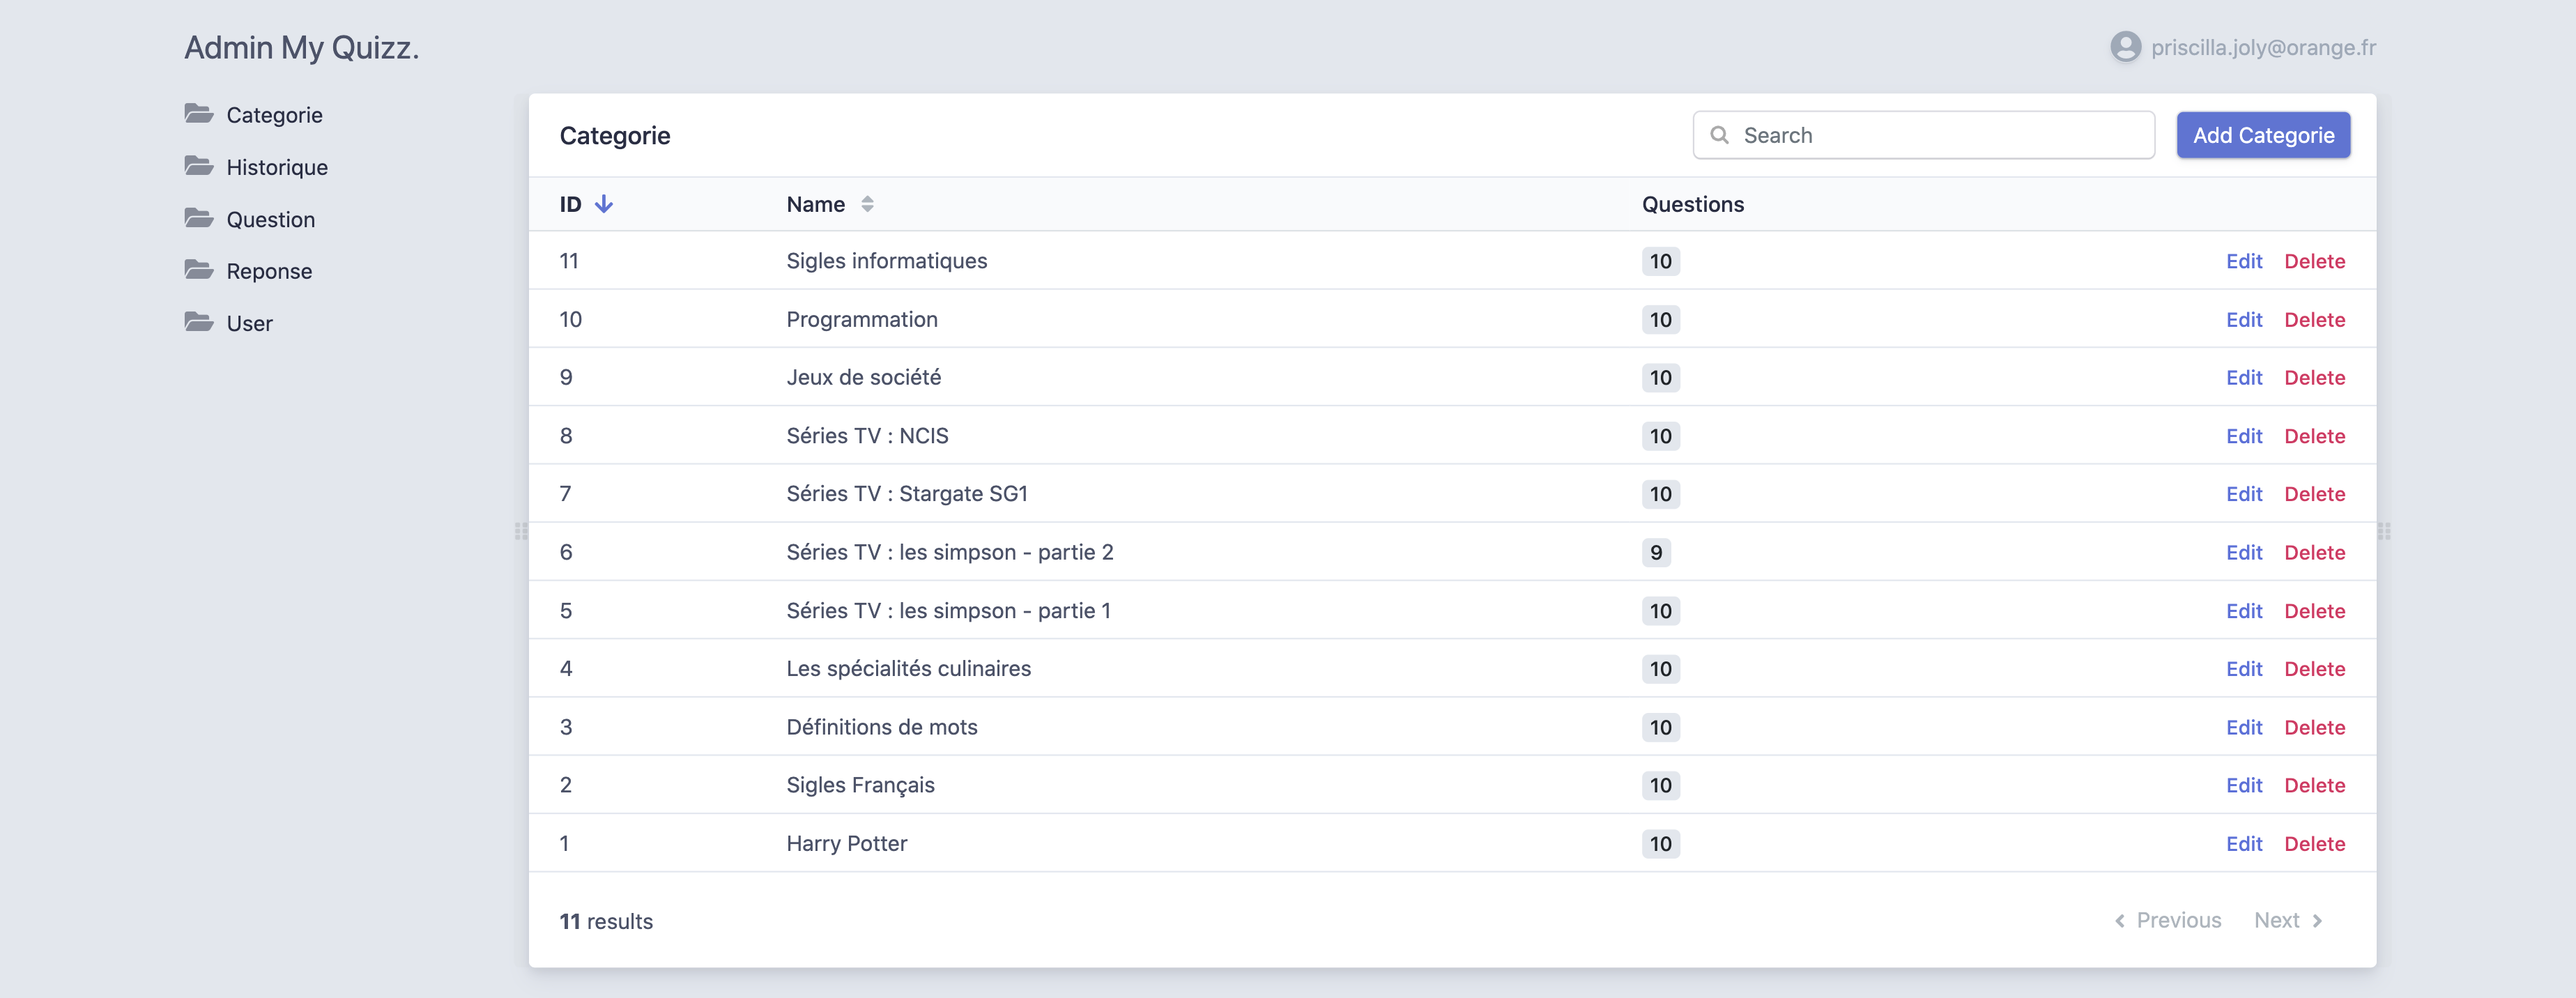 Admin My Quizz.
priscilla.joly@orange.fr
Categorie
Historique
Question
Reponse
User
Categorie
Search
Add Categorie
ID Name Questions
11 Sigles informatiques 10 Edit Delete
10 Programmation 10 Edit Delete
9 Jeux de société 10 Edit Delete
8 Séries TV : NCIS 10 Edit Delete
7 Séries TV : Stargate SG1 10 Edit Delete
6 Séries TV : les simpson - partie 2 9 Edit Delete
5 Séries TV : les simpson - partie 1 10 Edit Delete
4 Les spécialités culinaires 10 Edit Delete
3 Définitions de mots 10 Edit Delete
2 Sigles Français 10 Edit Delete
1 Harry Potter 10 Edit Delete
11 results
Previous Next